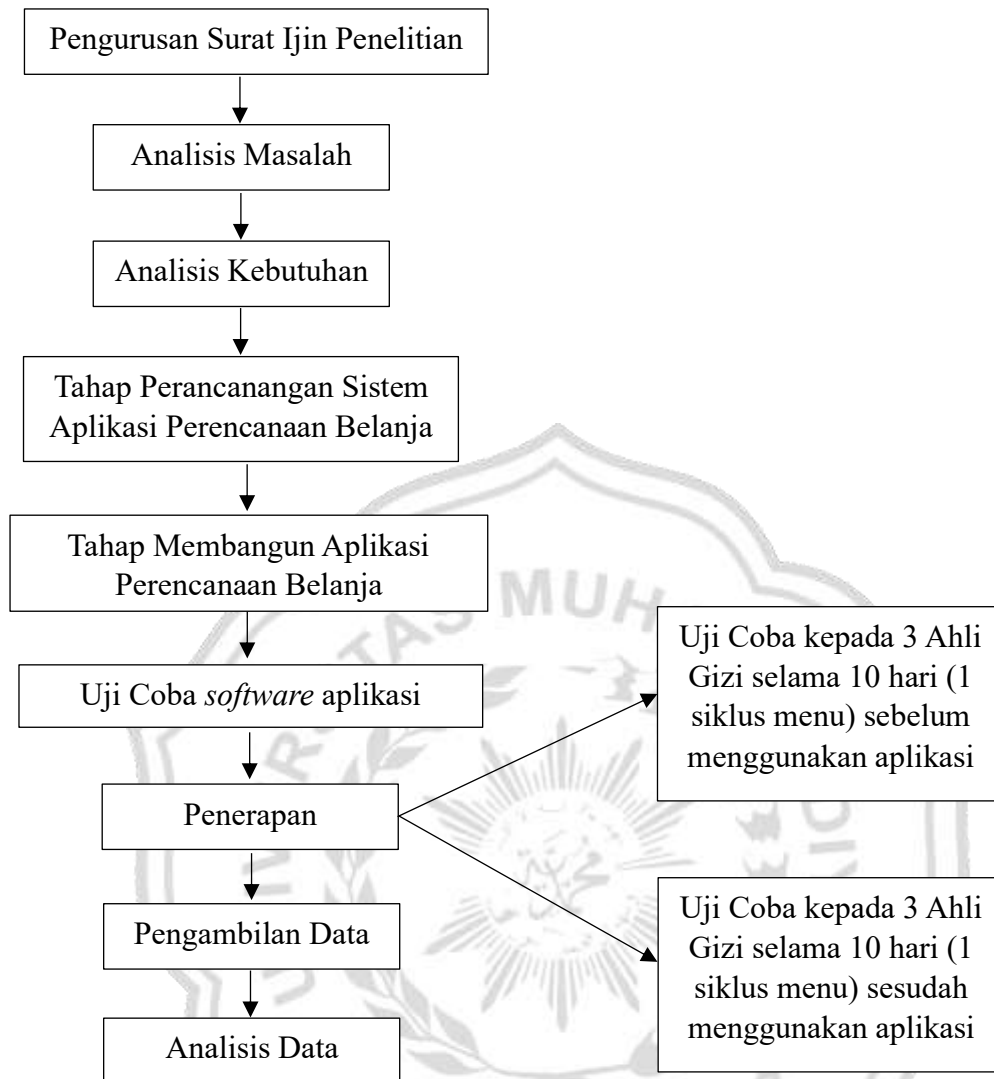 Pengurusan Surat Ijin Penelitian
Analisis Masalah
Analisis Kebutuhan
Tahap Perancanangan Sistem
Aplikasi Perencanaan Belanja
Tahap Membangun Aplikasi
Perencanaan Belanja
Uji Coba software aplikasi
Penerapan
Uji Coba kepada 3 Ahli
Gizi selama 10 hari (1
siklus menu) sebelum
menggunakan aplikasi
Uji Coba kepada 3 Ahli
Gizi selama 10 hari (1
siklus menu) sesudah
menggunakan aplikasi
Pengambilan Data
Analisis Data